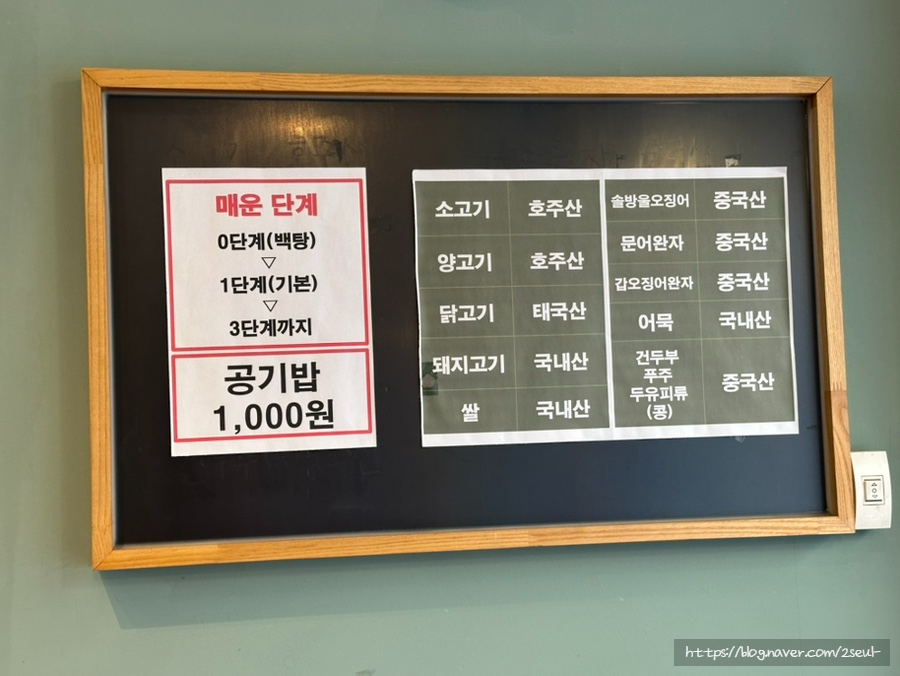 매운 단계
0단계(백탕)
▽
1단계(기본)
▽
3단계까지
공기밥
1,000원
소고기 호주산
양고기 호주산
닭고기 태국산
돼지고기 국내산
쌀 국내산
솔방울오징어 중국산
문어완자 중국산
갑오징어완자 중국산
어묵 국내산
건두부
푸주
두유피류
(콩)
중국산
https://blog.naver.com/2seul-